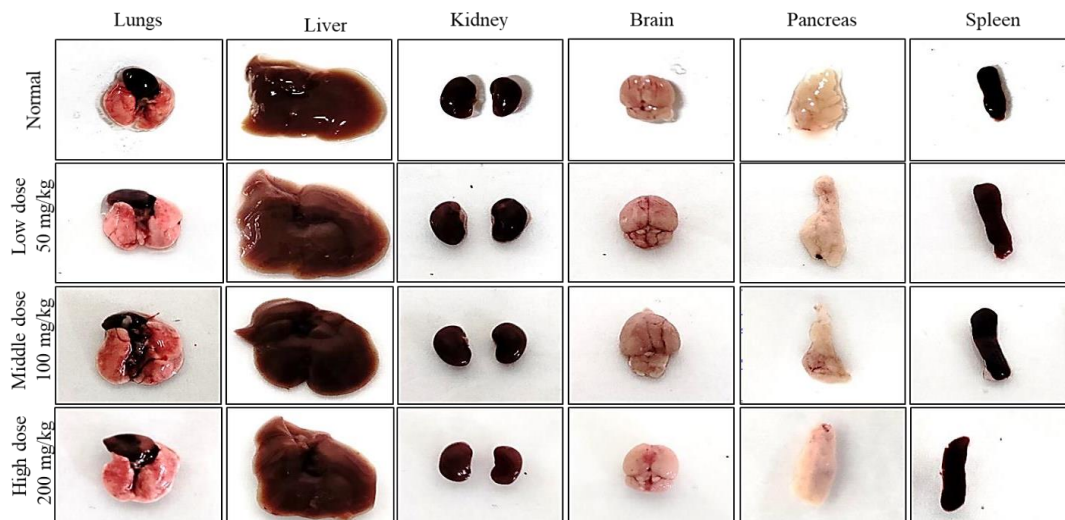 Lungs
Liver
Kidney
Brain
Pancreas
Spleen
Normal
Low dose
50 mg/kg
Middle dose
100 mg/kg
High dose
200 mg/kg